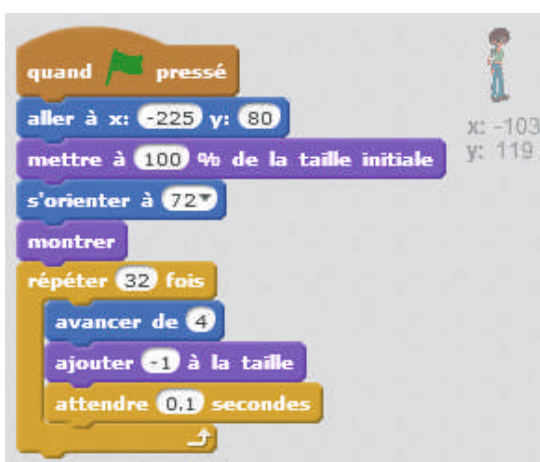 quand pressé
aller à x: -225 y: 80
mettre à 100 % de la taille initiale
s'orienter à 72
montrer
répéter 32 fois
avancer de 4
ajouter -1 à la taille
attendre 0,1 secondes
x: -103
y: 119